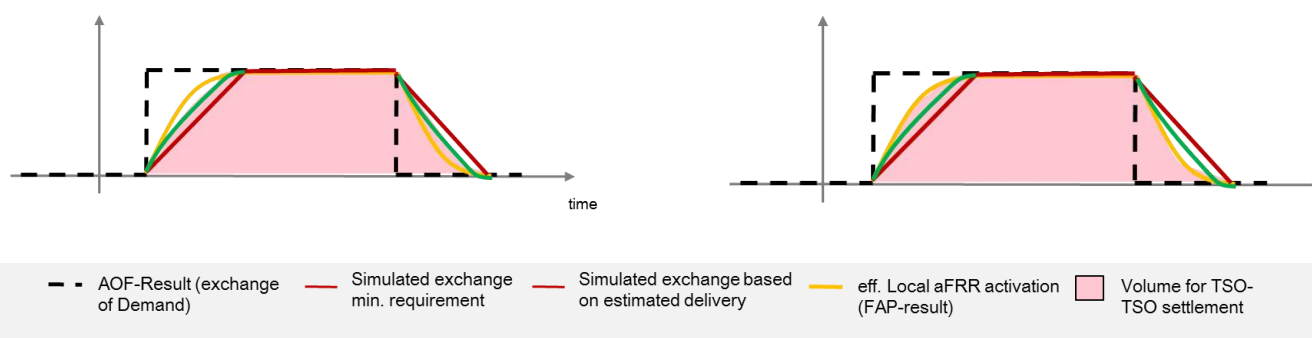 time
AOF-Result (exchange
of Demand)
Simulated exchange
min. requirement
Simulated exchange based
on estimated delivery
eff. Local aFRR activation
(FAP-result)
Volume for TSO-
TSO settlement